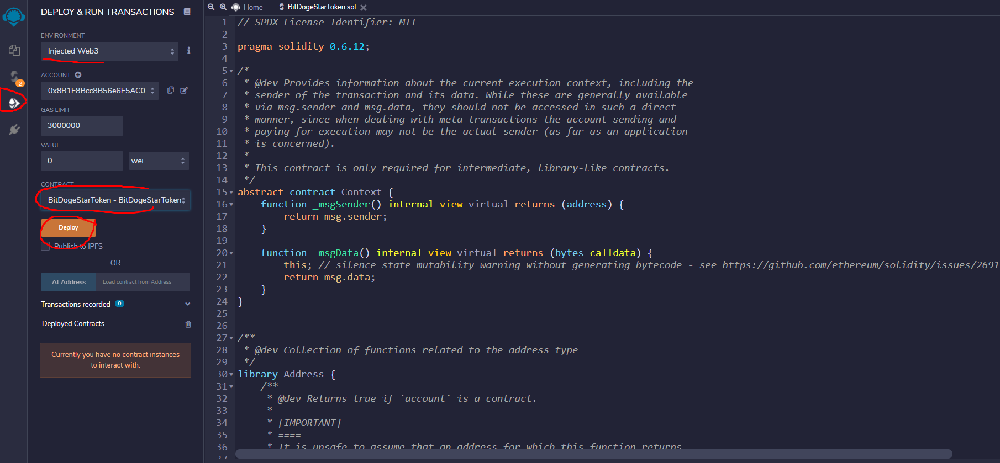 DEPLOY & RUN TRANSACTIONS
ENVIRONMENT
Injected Web3
i
ACCOUNT
0x8B1E8Bcc8B56e6E5AC0
GAS LIMIT
3000000
VALUE
0
wei
CONTRACT
BitDogeStarToken - BitDogeStarToken
Deploy
Publish to IPFS
OR
At Address
Load contract from Address
Transactions recorded 0
Deployed Contracts
Currently you have no contract instances
to interact with.
2
Home
BitDogeStarToken.sol
1 // SPDX-License-Identifier: MIT
2
3 pragma solidity 0.6.12;
4
5 /*
6 * @dev Provides information about the current execution context, including the
7 * sender of the transaction and its data. While these are generally available
8 * via msg.sender and msg.data, they should not be accessed in such a direct
9 * manner, since when dealing with meta-transactions the account sending and
10 * paying for execution may not be the actual sender (as far as an application
11 * is concerned).
12 *
13 * This contract is only required for intermediate, library-like contracts.
14 */
15 abstract contract Context {
16 function _msgSender() internal view virtual returns (address) {
17 return msg.sender;
18 }
19
20 function _msgData() internal view virtual returns (bytes calldata) {
21 this; // silence state mutability warning without generating bytecode - see https://github.com/ethereum/solidity/issues/2691
22 return msg.data;
23 }
24 }
25
26
27 /**
28 * @dev Collection of functions related to the address type
29 */
30 library Address {
31 /**
32 * @dev Returns true if `account` is a contract.
33 *
34 * [IMPORTANT]
35 * ====
36 * It is unsafe to assume that an address for which this function returns
37